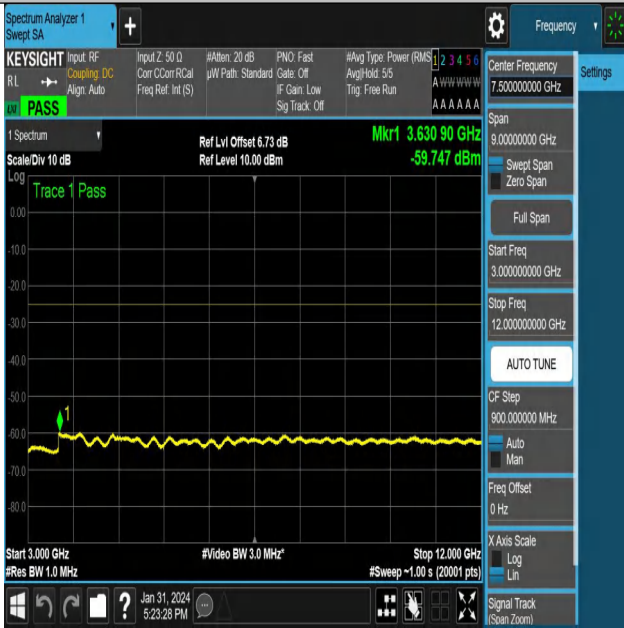 Spectrum Analyzer 1
Swept SA
+
Frequency
KEYSIGHT
RL
PASS
Input: RF
Coupling: DC
Align: Auto
Input Z: 50 Ω
Corr CCorr RCal
Freq Ref: Int (S)
#Atten: 20 dB
µW Path: Standard
PNO: Fast
Gate: Off
IF Gain: Low
Sig Track: Off
#Avg Type: Power (RMS
Avg|Hold: 5/5
Trig: Free Run
1 2 3 4 5 6
A W W W W W
A A A A A A
1 Spectrum
Scale/Div 10 dB
Ref Lvl Offset 6.73 dB
Ref Level 10.00 dBm
Mkr1 3.630 90 GHz
-59.747 dBm
Log
Trace 1 Pass
0.00
-10.0
-20.0
-30.0
-40.0
-50.0
-60.0
-70.0
-80.0
1
Start 3.000 GHz
#Res BW 1.0 MHz
#Video BW 3.0 MHz*
Stop 12.000 GHz
#Sweep ~1.00 s (20001 pts)
Jan 31, 2024
5:23:28 PM
?
Center Frequency
7.500000000 GHz
Span
9.00000000 GHz
Swept Span
Zero Span
Full Span
Start Freq
3.000000000 GHz
Stop Freq
12.000000000 GHz
AUTO TUNE
CF Step
900.000000 MHz
Auto
Man
Freq Offset
0 Hz
X Axis Scale
Log
Lin
Signal Track
(Span Zoom)
Settings